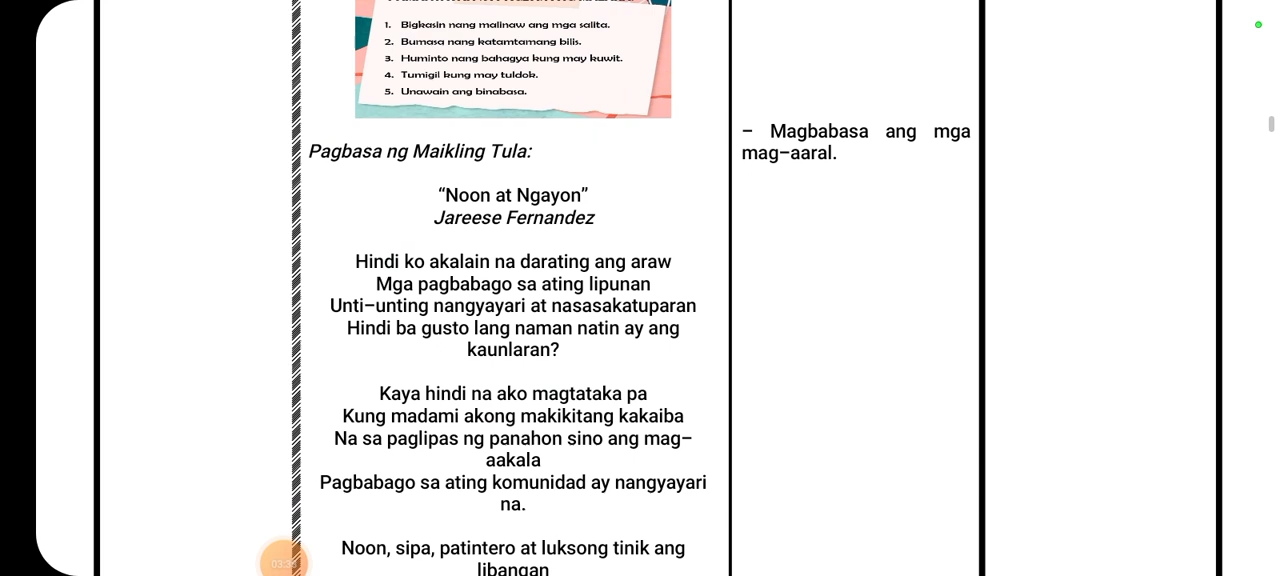 1. Bigkasin nang malinaw ang mga salita.
2. Bumasa nang katamtamang bilis.
3. Huminto nang bahagya kung may kuwit.
4. Tumigil kung may tuldok.
5. Unawain ang binabasa.
Pagbasa ng Maikling Tula:
“Noon at Ngayon”
Jareese Fernandez
Hindi ko akalain na darating ang araw
Mga pagbabago sa ating lipunan
Unti-unting nangyayari at nasasakatuparan
Hindi ba gusto lang naman natin ay ang
kaunlaran?
Kaya hindi na ako magtataka pa
Kung madami akong makikitang kakaiba
Na sa paglipas ng panahon sino ang mag-
aakala
Pagbabago sa ating komunidad ay nangyayari
na.
Noon, sipa, patintero at luksong tinik ang
libangan
- Magbabasa ang mga
mag-aaral.